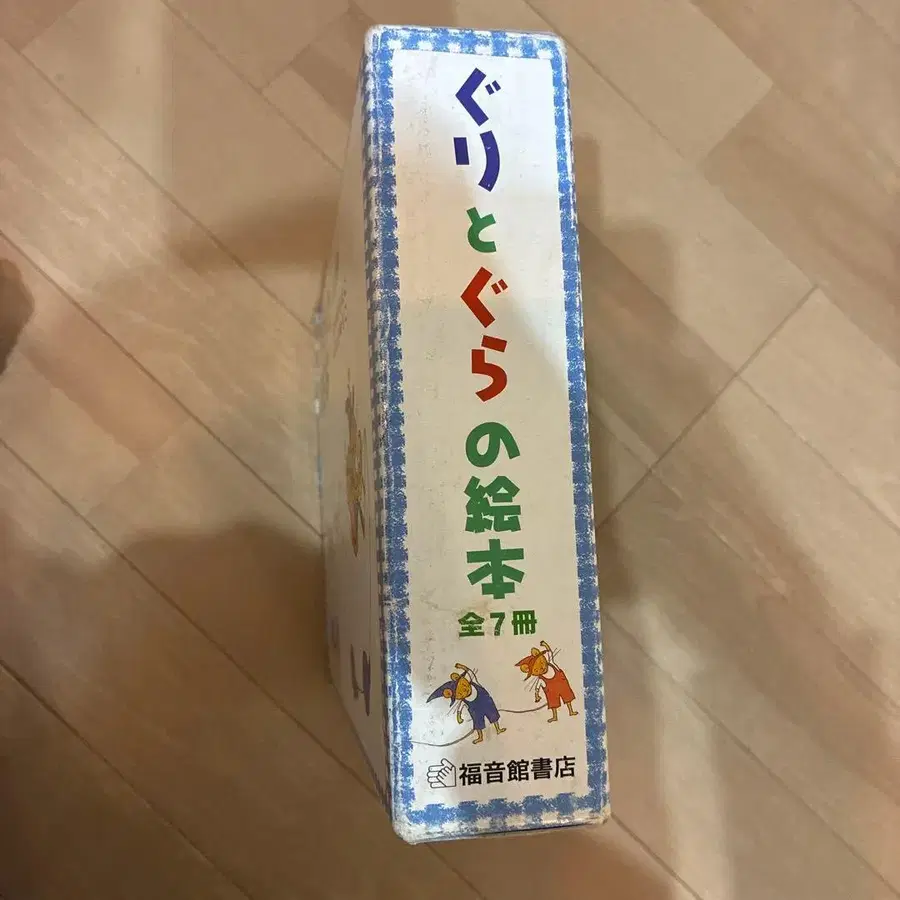 ぐりとぐらの絵本
全7冊
福音館書店